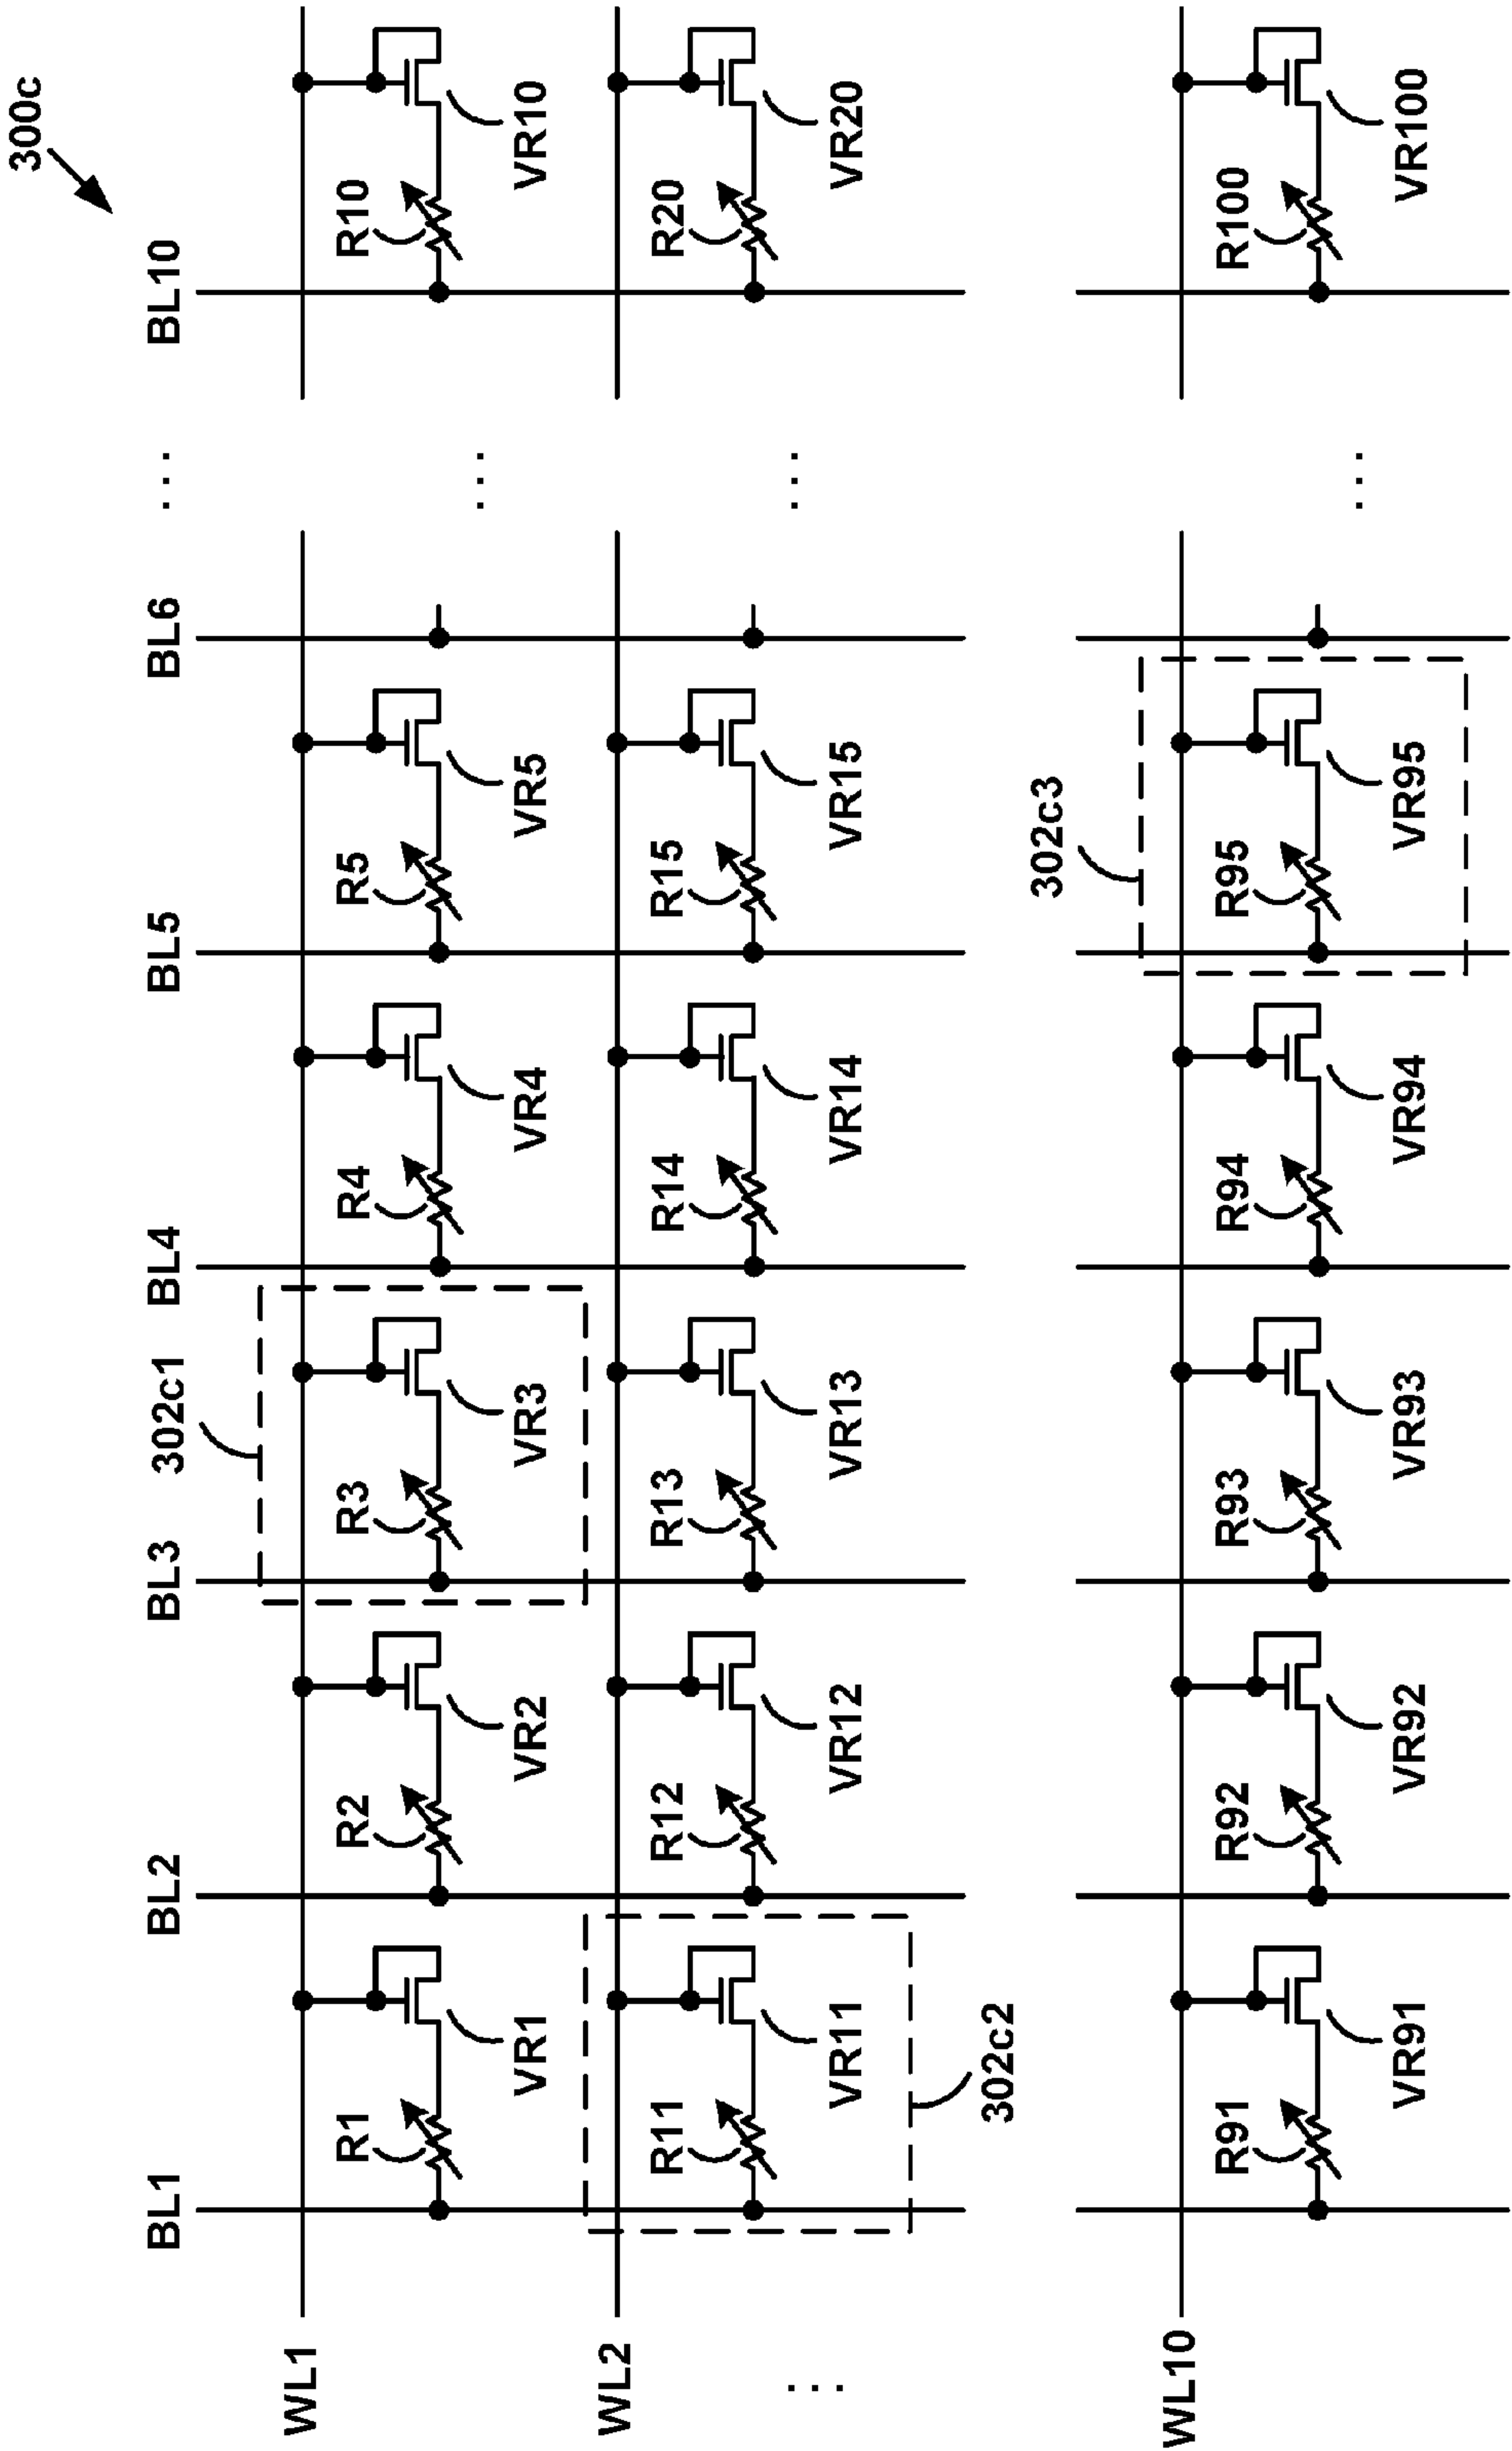 300c
BL1 BL2 BL3 302c1 BL4 BL5 BL6 ... BL10
WL1
R1 R2 R3 R4 R5 R10
VR1 VR2 VR3 VR4 VR5 ... VR10
WL2
R11 R12 R13 R14 R15 R20
VR11 VR12 VR13 VR14 VR15 ... VR20
...
302c2 302c3
WL10
R91 R92 R93 R94 R95 R100
VR91 VR92 VR93 VR94 VR95 ... VR100